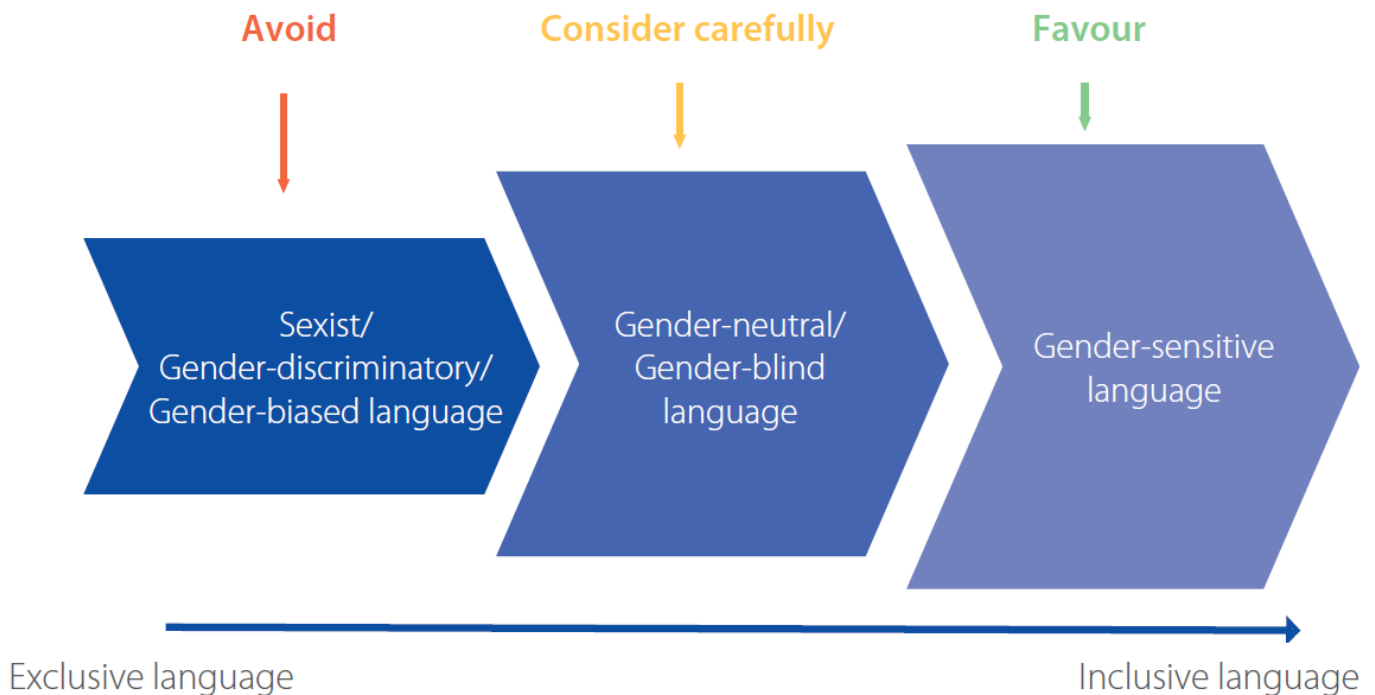 Avoid
Consider carefully
Favour
Sexist/
Gender-discriminatory/
Gender-biased language
Gender-neutral/
Gender-blind
language
Gender-sensitive
language
Exclusive language
Inclusive language